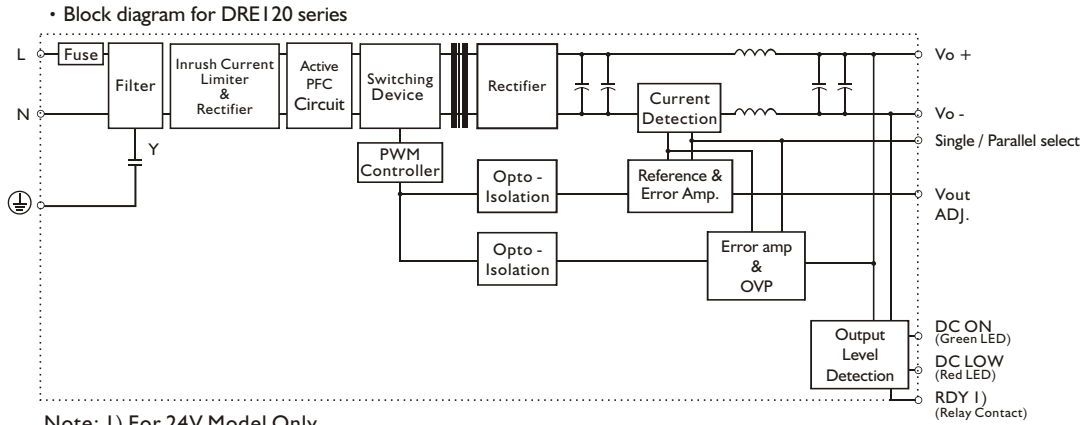 • Block diagram for DRE120 series
L
Fuse
Filter
Inrush Current
Limiter
&
Rectifier
Active
PFC
Circuit
Switching
Device
Rectifier
Vo +
N
Current
Detection
Vo -
Single / Parallel select
Y
PWM
Controller
Opto -
Isolation
Reference &
Error Amp.
Vout
ADJ.
Opto -
Isolation
Error amp
&
OVP
Output
Level
Detection
DC ON
(Green LED)
DC LOW
(Red LED)
RDY 1)
(Relay Contact)
Note: 1) For 24V Model Only